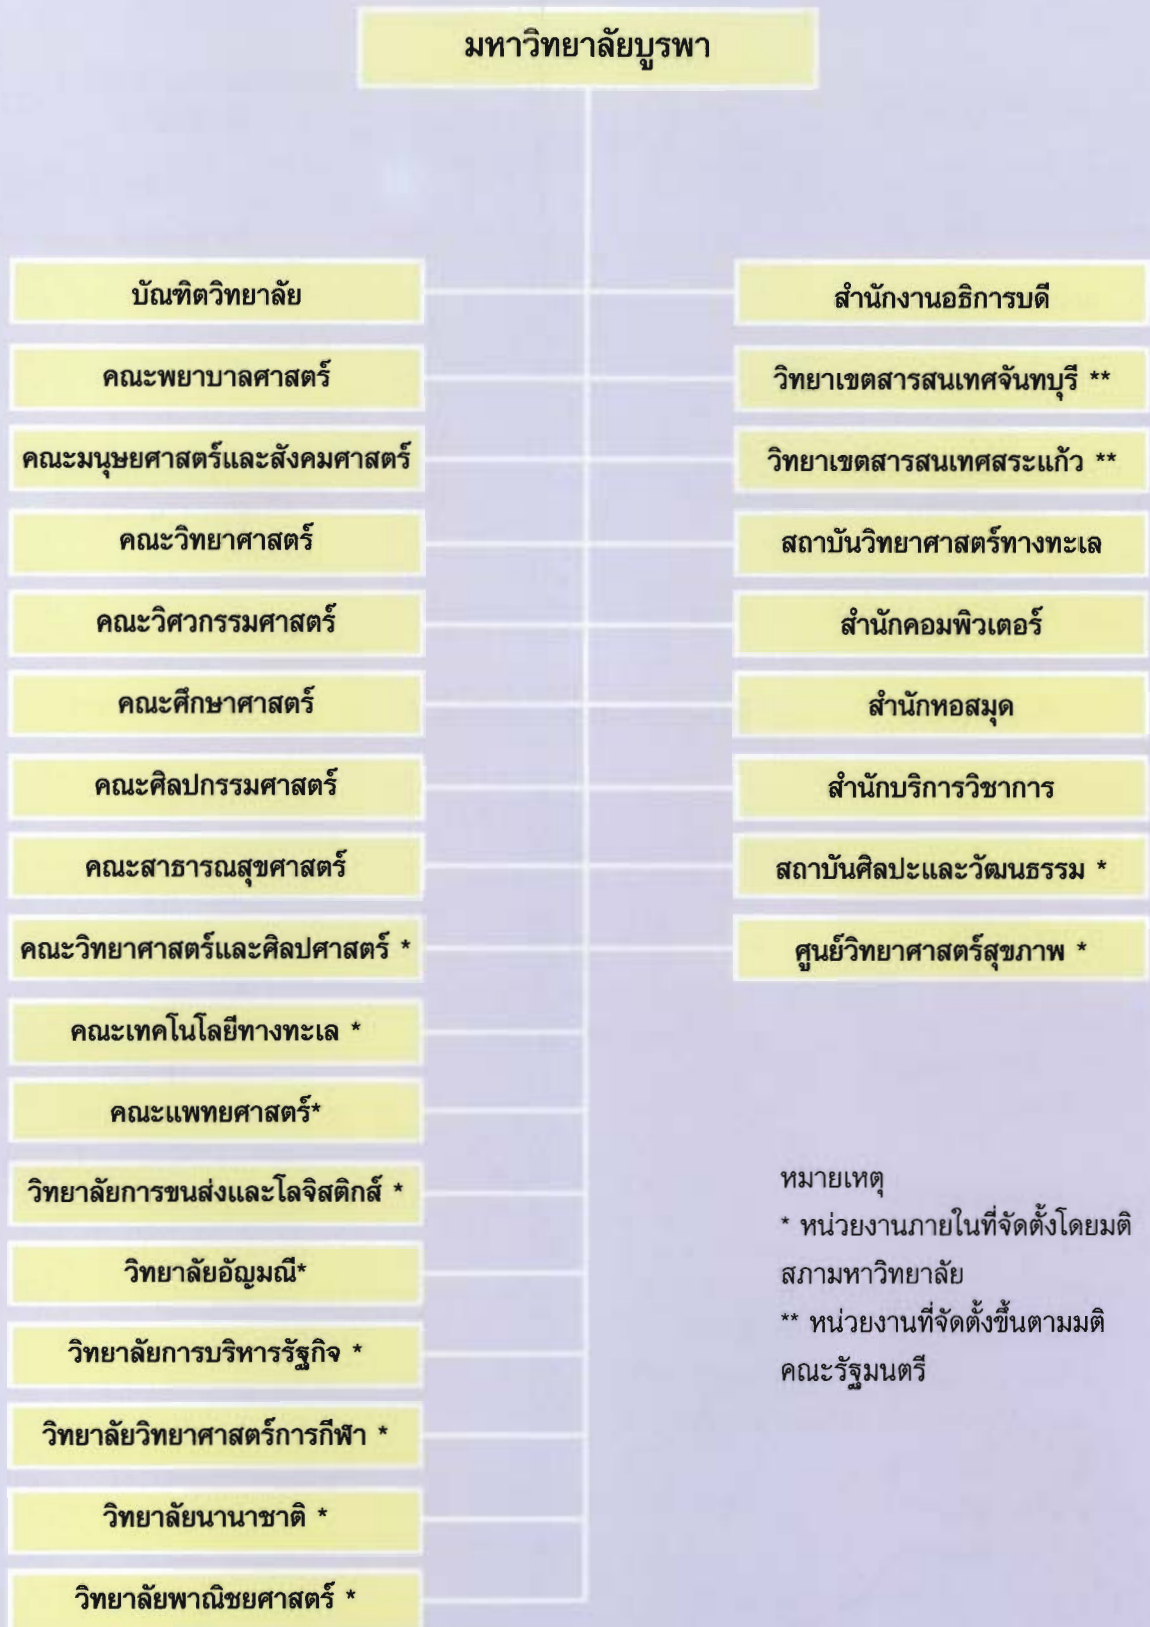 มหาวิทยาลัยบูรพา
บัณฑิตวิทยาลัย
คณะพยาบาลศาสตร์
คณะมนุษยศาสตร์และสังคมศาสตร์
คณะวิทยาศาสตร์
คณะวิศวกรรมศาสตร์
คณะศึกษาศาสตร์
คณะศิลปกรรมศาสตร์
คณะสาธารณสุขศาสตร์
คณะวิทยาศาสตร์และศิลปศาสตร์ *
คณะเทคโนโลยีทางทะเล *
คณะแพทยศาสตร์*
วิทยาลัยการขนส่งและโลจิสติกส์ *
วิทยาลัยอัญมณี*
วิทยาลัยการบริหารรัฐกิจ *
วิทยาลัยวิทยาศาสตร์การกีฬา *
วิทยาลัยนานาชาติ *
วิทยาลัยพาณิชยศาสตร์ *
สำนักงานอธิการบดี
วิทยาเขตสารสนเทศจันทบุรี **
วิทยาเขตสารสนเทศสระแก้ว **
สถาบันวิทยาศาสตร์ทางทะเล
สำนักคอมพิวเตอร์
สำนักหอสมุด
สำนักบริการวิชาการ
สถาบันศิลปะและวัฒนธรรม *
ศูนย์วิทยาศาสตร์สุขภาพ *
หมายเหตุ
* หน่วยงานภายในที่จัดตั้งโดยมติ
สภามหาวิทยาลัย
** หน่วยงานที่จัดตั้งขึ้นตามมติ
คณะรัฐมนตรี